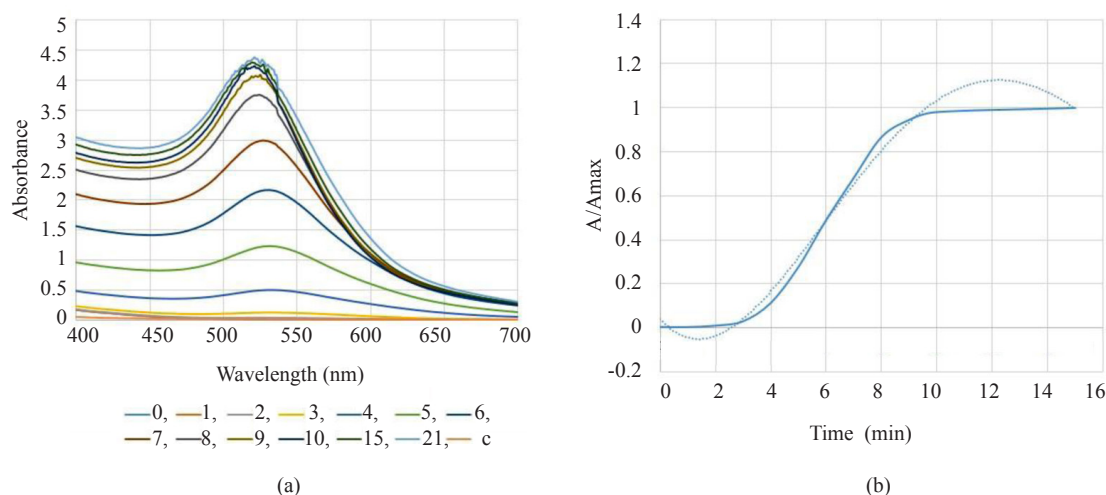 5
4.5
4
3.5
3
2.5
2
1.5
1
0.5
0
Absorbance
400 450 500 550 600 650 700
Wavelength (nm)
0, 1, 2, 3, 4, 5, 6,
7, 8, 9, 10, 15, 21, c
(a)
1.4
1.2
1
0.8
0.6
0.4
0.2
0
-0.2
A/Amax
0 2 4 6 8 10 12 14 16
Time (min)
(b)